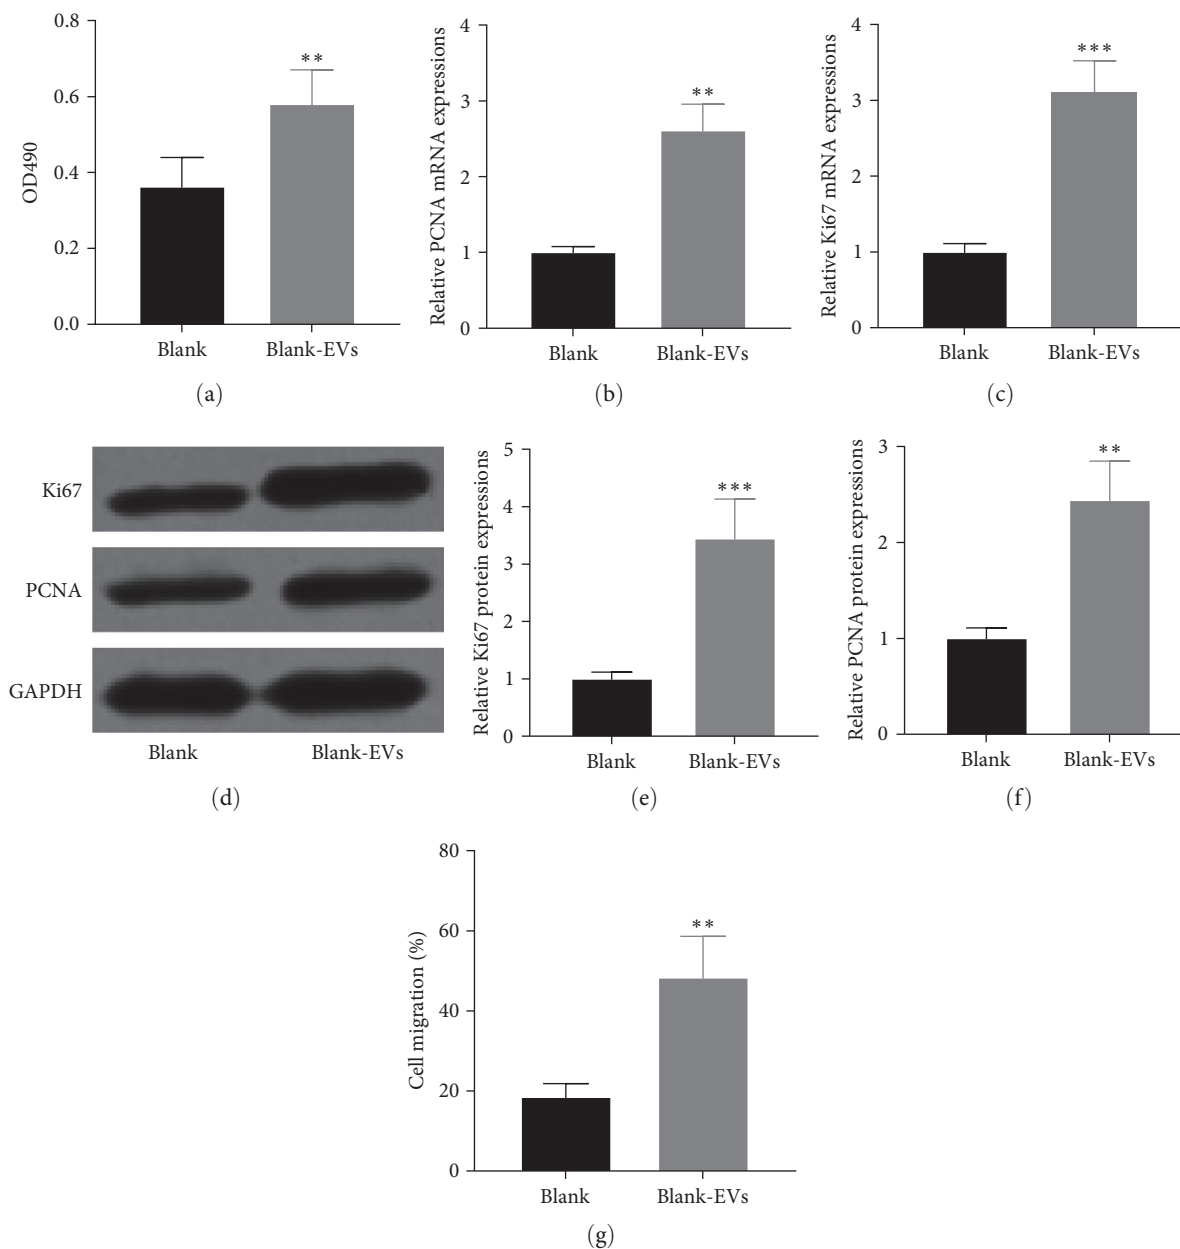 OD490
0.8
0.6
0.4
0.2
0.0
**
Blank
Blank-EVs
(a)
Relative PCNA mRNA expressions
4
3
2
1
0
**
Blank
Blank-EVs
(b)
Relative Ki67 mRNA expressions
4
3
2
1
0
***
Blank
Blank-EVs
(c)
Ki67
PCNA
GAPDH
Blank
Blank-EVs
(d)
Relative Ki67 protein expressions
5
4
3
2
1
0
***
Blank
Blank-EVs
(e)
Relative PCNA protein expressions
3
2
1
0
**
Blank
Blank-EVs
(f)
Cell migration (%)
80
60
40
20
0
**
Blank
Blank-EVs
(g)